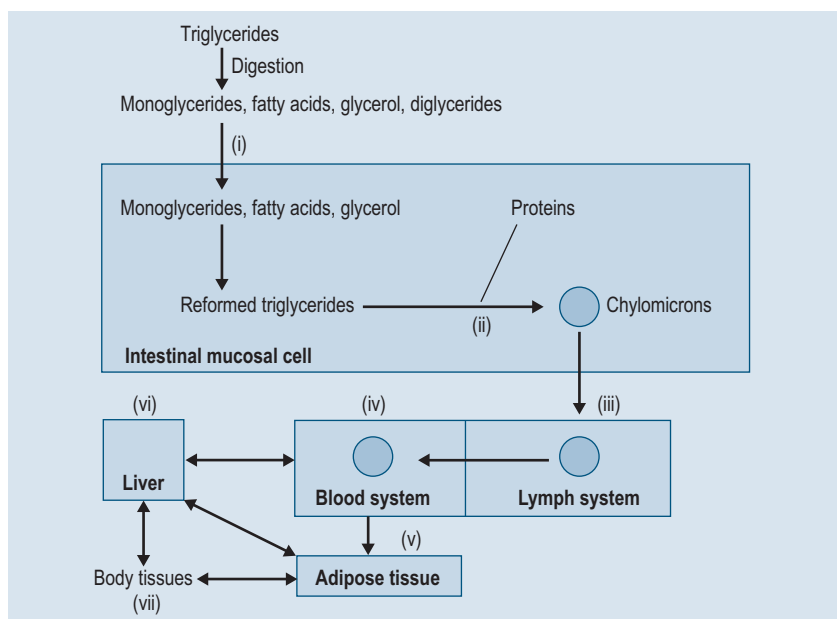 Triglycerides
Digestion
Monoglycerides, fatty acids, glycerol, diglycerides
(i)
Monoglycerides, fatty acids, glycerol
Proteins
Reformed triglycerides
(ii)
Chylomicrons
Intestinal mucosal cell
(vi)
(iv)
(iii)
Liver
Blood system
Lymph system
(v)
Body tissues
(vii)
Adipose tissue